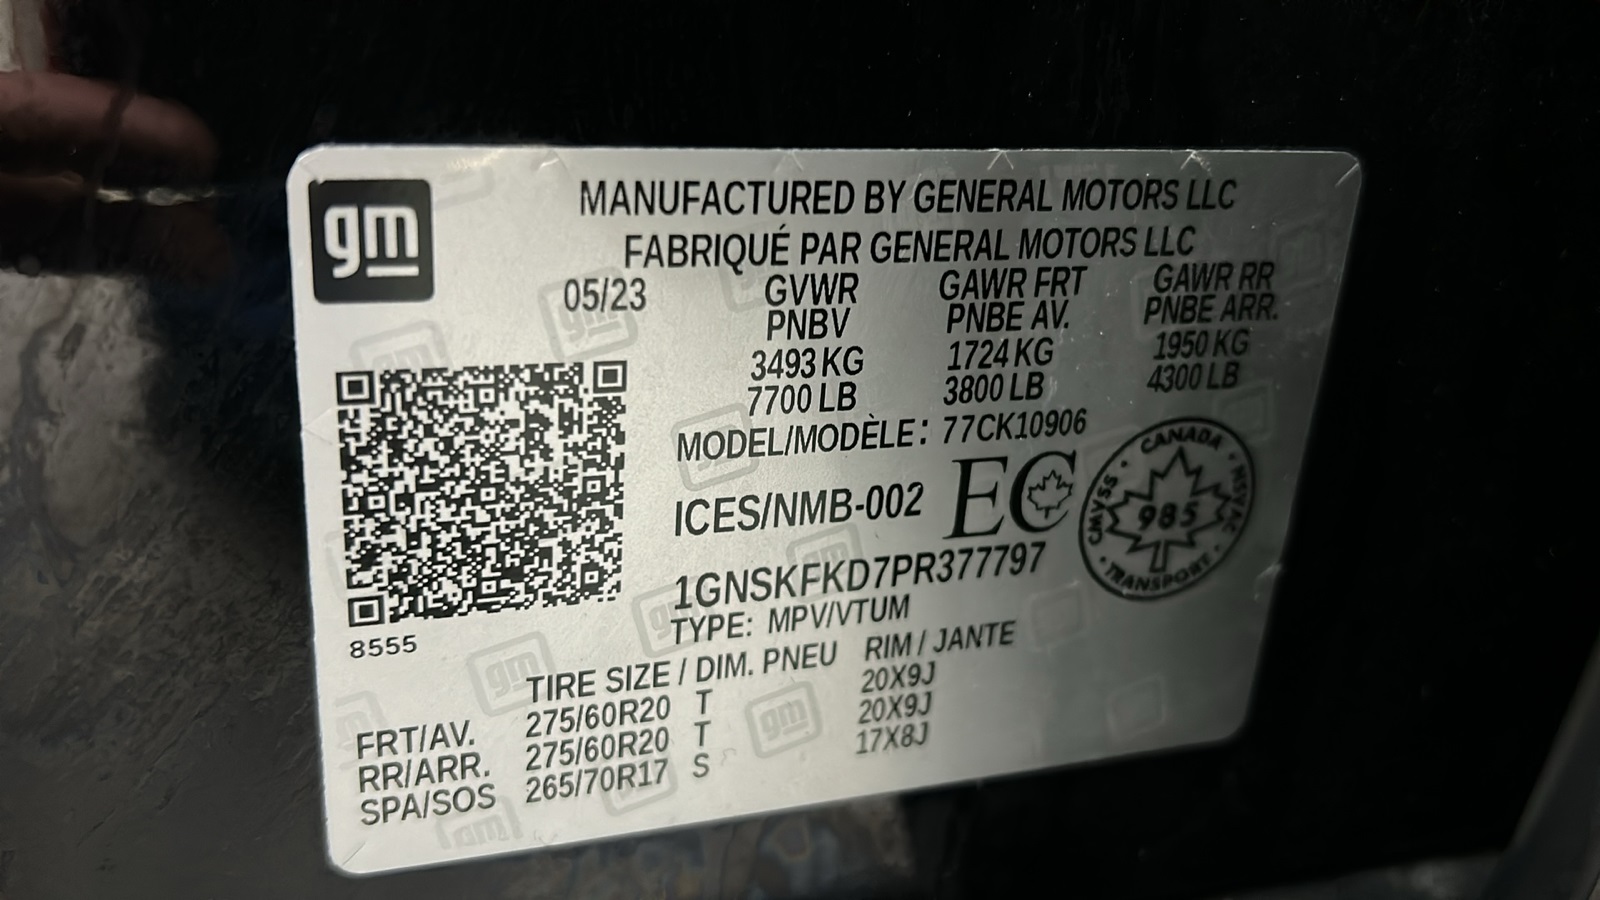 gm
MANUFACTURED BY GENERAL MOTORS LLC
FABRIQUÉ PAR GENERAL MOTORS LLC
05/23 GVWR GAWR FRT GAWR RR
PNBV PNBE AV. PNBE ARR.
3493 KG 1724 KG 1950 KG
7700 LB 3800 LB 4300 LB
MODEL/MODÈLE: 77CK10906
ICES/NMB-002 EC
CANADA
CMVSS 985 NSVAC
TRANSPORT
1GNSKFKD7PR377797
TYPE: MPV/VTUM
8555
TIRE SIZE / DIM. PNEU RIM / JANTE
FRT/AV. 275/60R20 T 20X9J
RR/ARR. 275/60R20 T 20X9J
SPA/SOS 265/70R17 S 17X8J